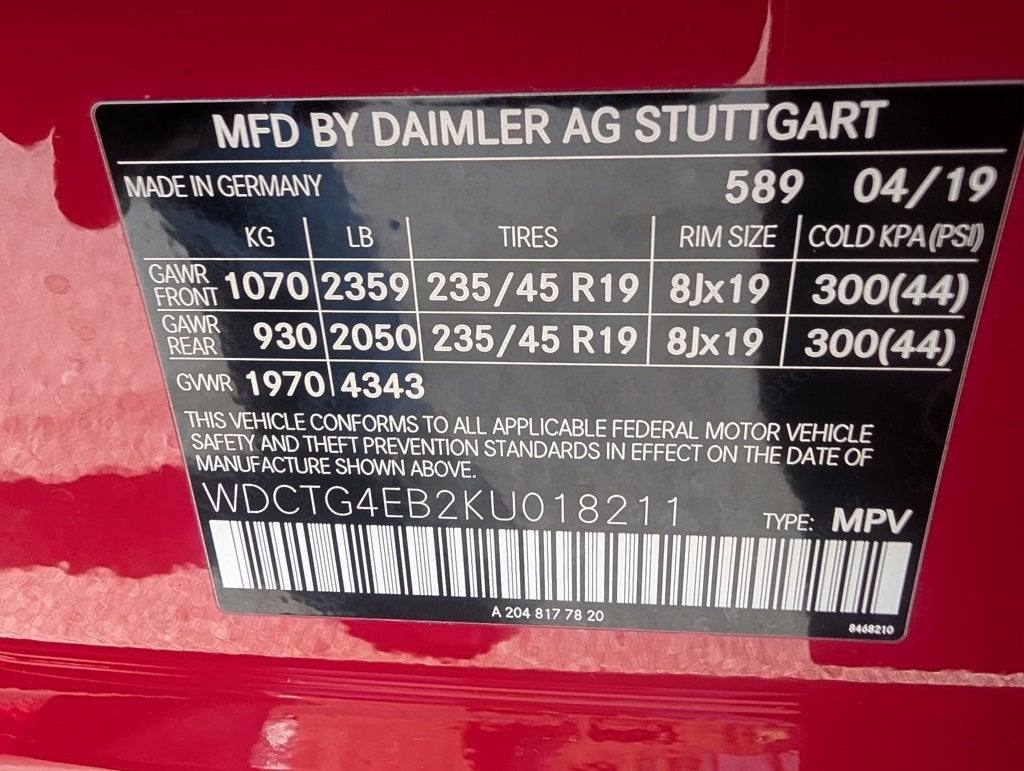 MFD BY DAIMLER AG STUTTGART
MADE IN GERMANY 589 04/19
KG LB TIRES RIM SIZE COLD KPA (PSI)
GAWR FRONT 1070 2359 235/45 R19 8Jx19 300(44)
GAWR REAR 930 2050 235/45 R19 8Jx19 300(44)
GVWR 1970 4343
THIS VEHICLE CONFORMS TO ALL APPLICABLE FEDERAL MOTOR VEHICLE
SAFETY AND THEFT PREVENTION STANDARDS IN EFFECT ON THE DATE OF
MANUFACTURE SHOWN ABOVE.
WDCTG4EB2KU018211 TYPE: MPV
A 204 817 78 20
8468210